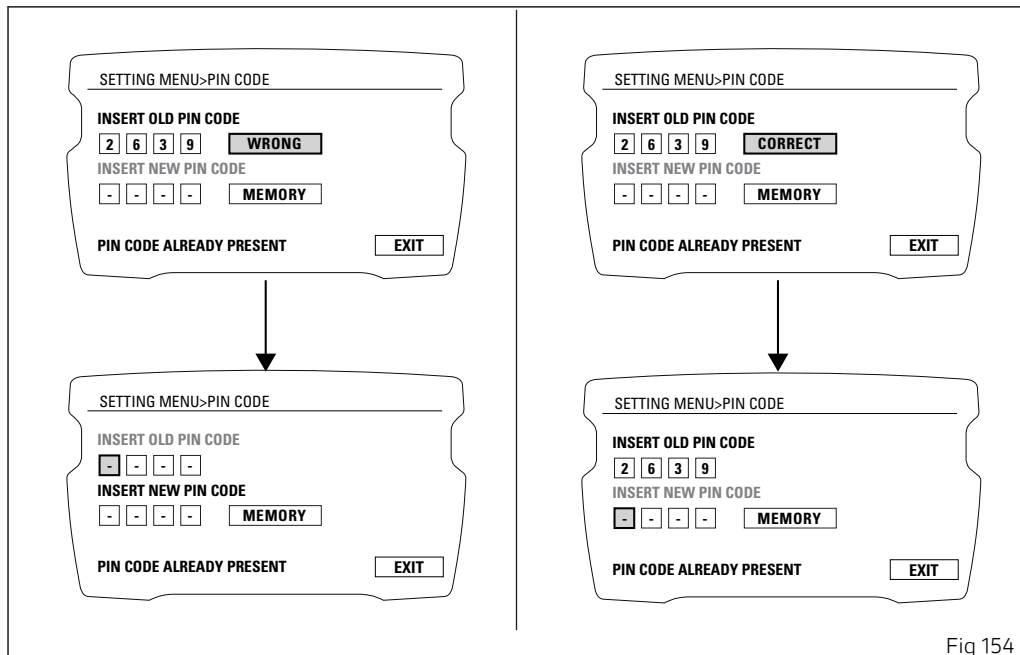 SETTING MENU>PIN CODE
INSERT OLD PIN CODE
2 6 3 9 WRONG
INSERT NEW PIN CODE
- - - - MEMORY
PIN CODE ALREADY PRESENT EXIT
SETTING MENU>PIN CODE
INSERT OLD PIN CODE
- - - -
INSERT NEW PIN CODE
- - - - MEMORY
PIN CODE ALREADY PRESENT EXIT
SETTING MENU>PIN CODE
INSERT OLD PIN CODE
2 6 3 9 CORRECT
INSERT NEW PIN CODE
- - - - MEMORY
PIN CODE ALREADY PRESENT EXIT
SETTING MENU>PIN CODE
INSERT OLD PIN CODE
2 6 3 9
INSERT NEW PIN CODE
- - - - MEMORY
PIN CODE ALREADY PRESENT EXIT
Fig 154